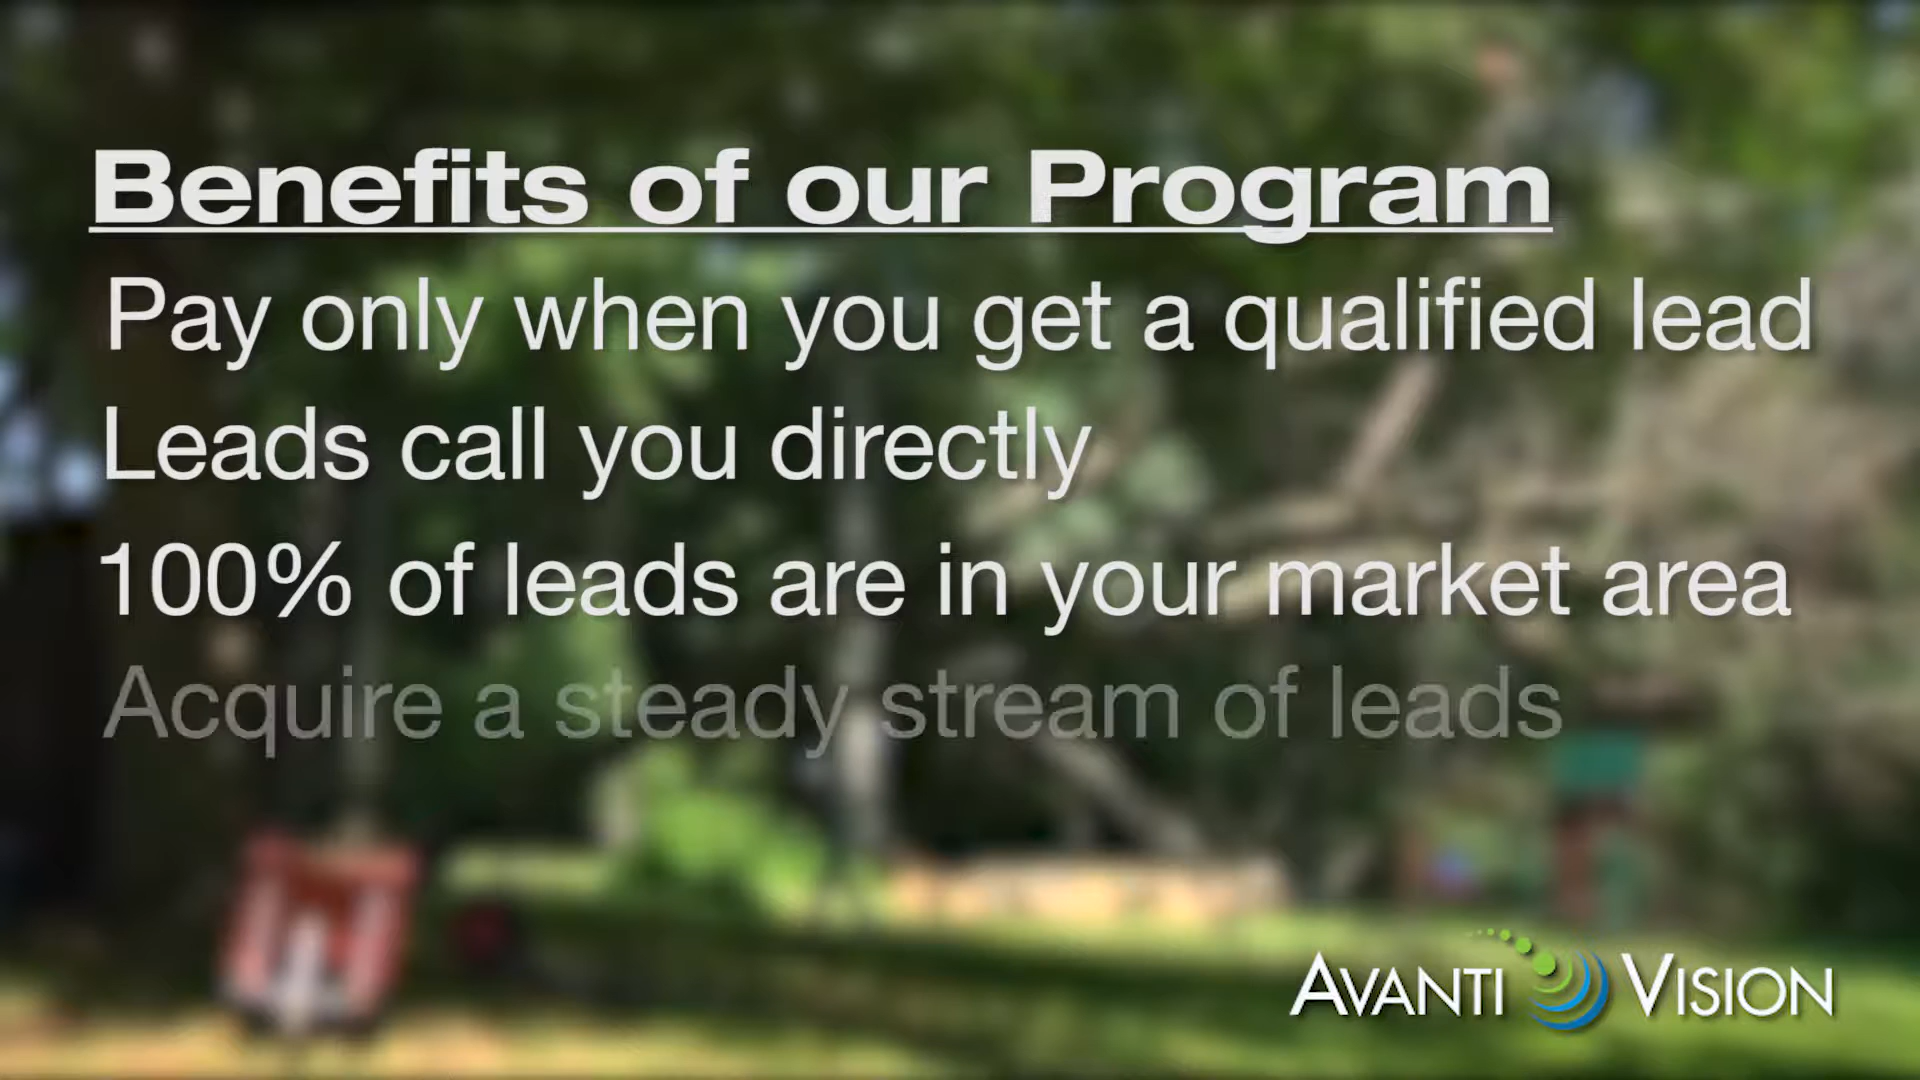 Benefits of our Program
Pay only when you get a qualified lead
Leads call you directly
100% of leads are in your market area
Acquire a steady stream of leads
AVANTI VISION